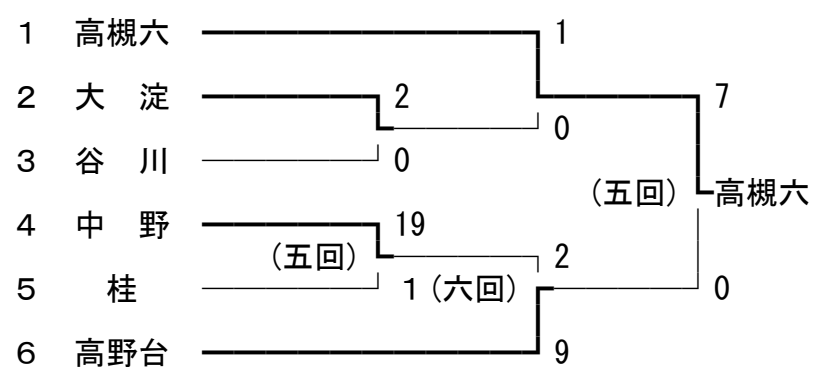 1 高槻六 1
2 大 淀 2 7
0
3 谷 川 0
(五回) 高槻六
4 中 野 19
(五回) 2
5 桂 1 (六回) 0
6 高野台 9